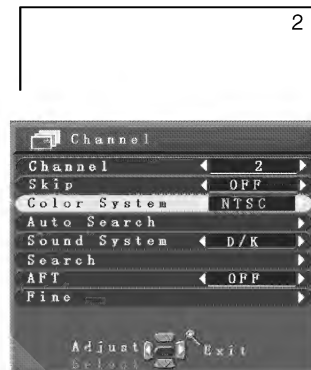 2
Channel
Channel 2
Skip OFF
Color System NTSC
Auto Search
Sound System D/K
Search
AFT OFF
Fine
Adjust Exit
Select